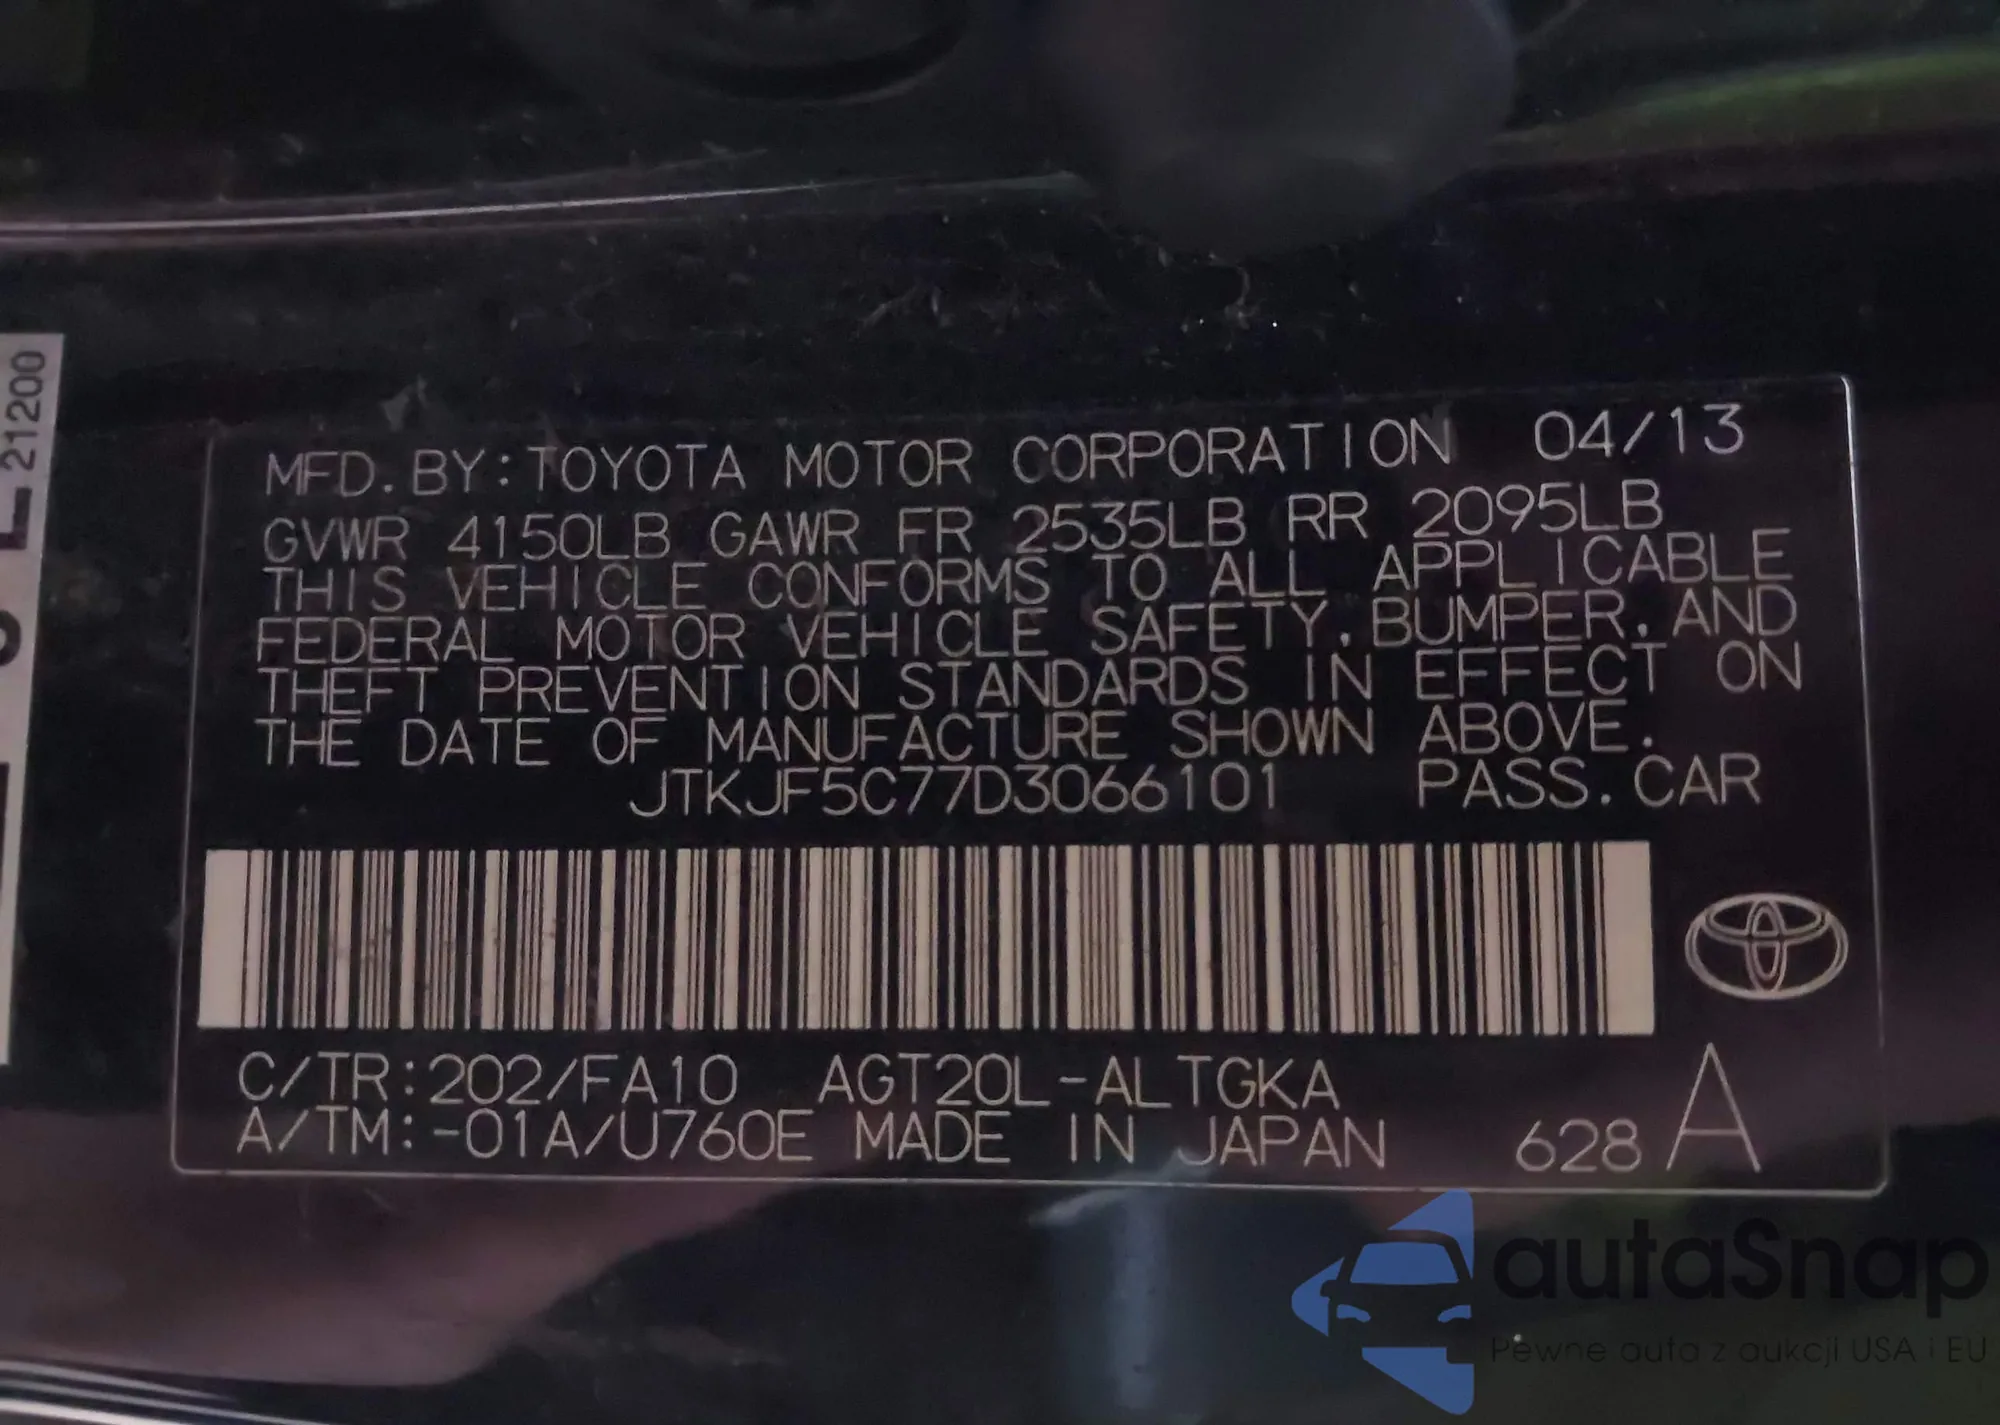 21200
MFD. BY: TOYOTA MOTOR CORPORATION 04/13
GVWR 4150LB GAWR FR 2535LB RR 2095LB
THIS VEHICLE CONFORMS TO ALL APPLICABLE
FEDERAL MOTOR VEHICLE SAFETY, BUMPER, AND
THEFT PREVENTION STANDARDS IN EFFECT ON
THE DATE OF MANUFACTURE SHOWN ABOVE.
JTKJF5C77D3066101 PASS. CAR
C/TR:202/FA10 AGT20L-ALTGKA
A/TM:-01A/U760E MADE IN JAPAN 628 A
autaSnap
Pewne auta z aukcji USA i EU